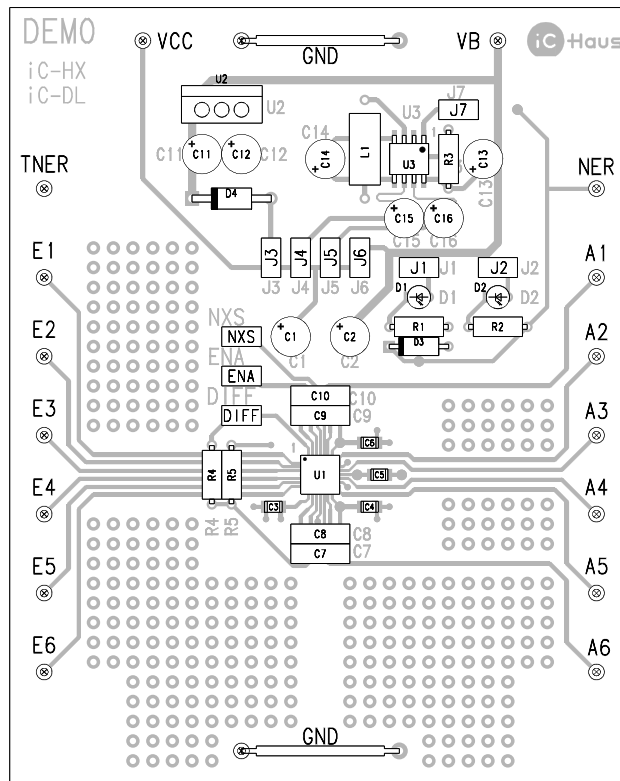 DEMO
VCC
GND
VB
iC Haus
iC-HX
iC-DL
U2
U2
J7
J7
U3
C14
C14
L1
1
U3
R3
C13
C13
C11
C11
C12
C12
TNER
NER
D4
C15
C16
C15
C16
E1
J3
J4
J5
J6
J3
J4
J5
J6
J1
J1
J2
J2
A1
D1
D1
D2
D2
NXS
NXS
C1
C1
C2
C2
R1
R2
D3
E2
A2
ENA
ENA
C10
C10
C9
C9
DIFF
DIFF
E3
A3
1
C6
R4
R5
U1
C5
E4
C3
C4
A4
R4
R5
C8
C8
C7
C7
E5
A5
E6
A6
GND